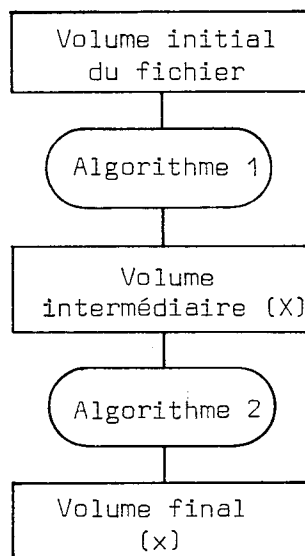 Volume initial
du fichier
Algorithme 1
Volume
intermédiaire (X)
Algorithme 2
Volume final
(x)